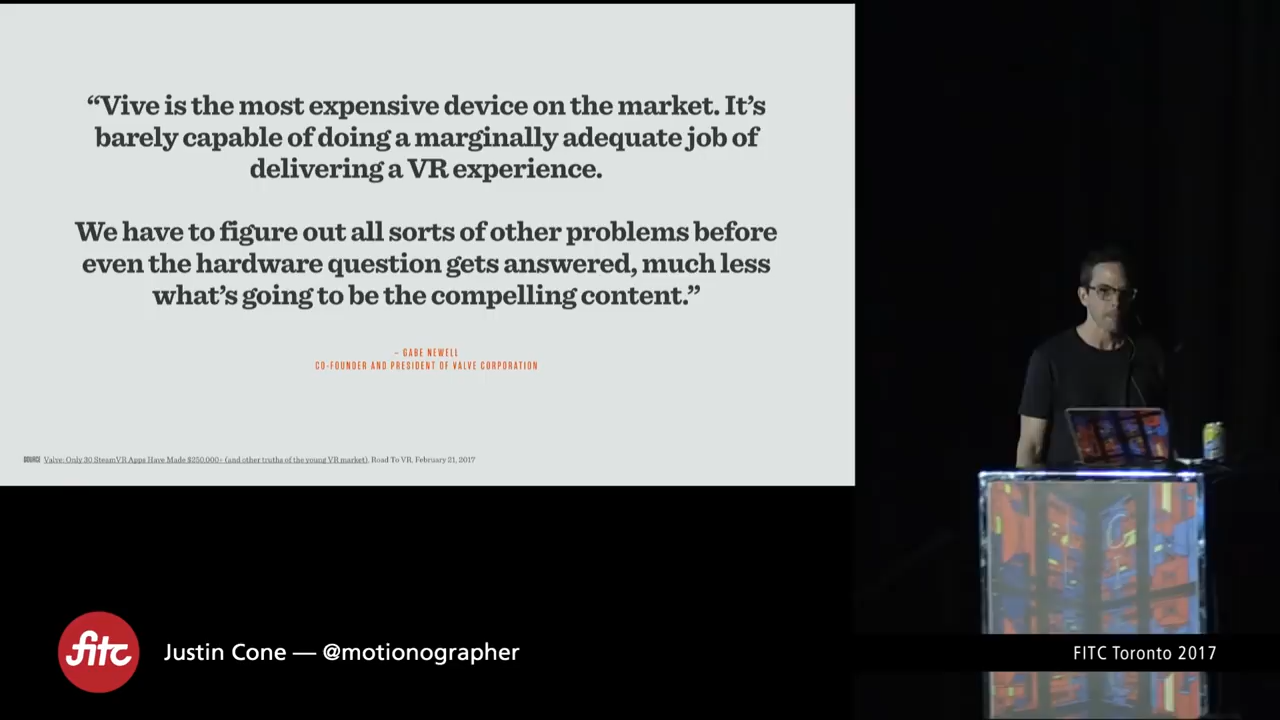 “Vive is the most expensive device on the market. It’s
barely capable of doing a marginally adequate job of
delivering a VR experience.
We have to figure out all sorts of other problems before
even the hardware question gets answered, much less
what’s going to be the compelling content.”
– GABE NEWELL
CO-FOUNDER AND PRESIDENT OF VALVE CORPORATION
SOURCE Valve: Only 30 SteamVR Apps Have Made $250,000+ (and other truths of the young VR market), Road To VR, February 21, 2017
fitc
Justin Cone — @motionographer
FITC Toronto 2017